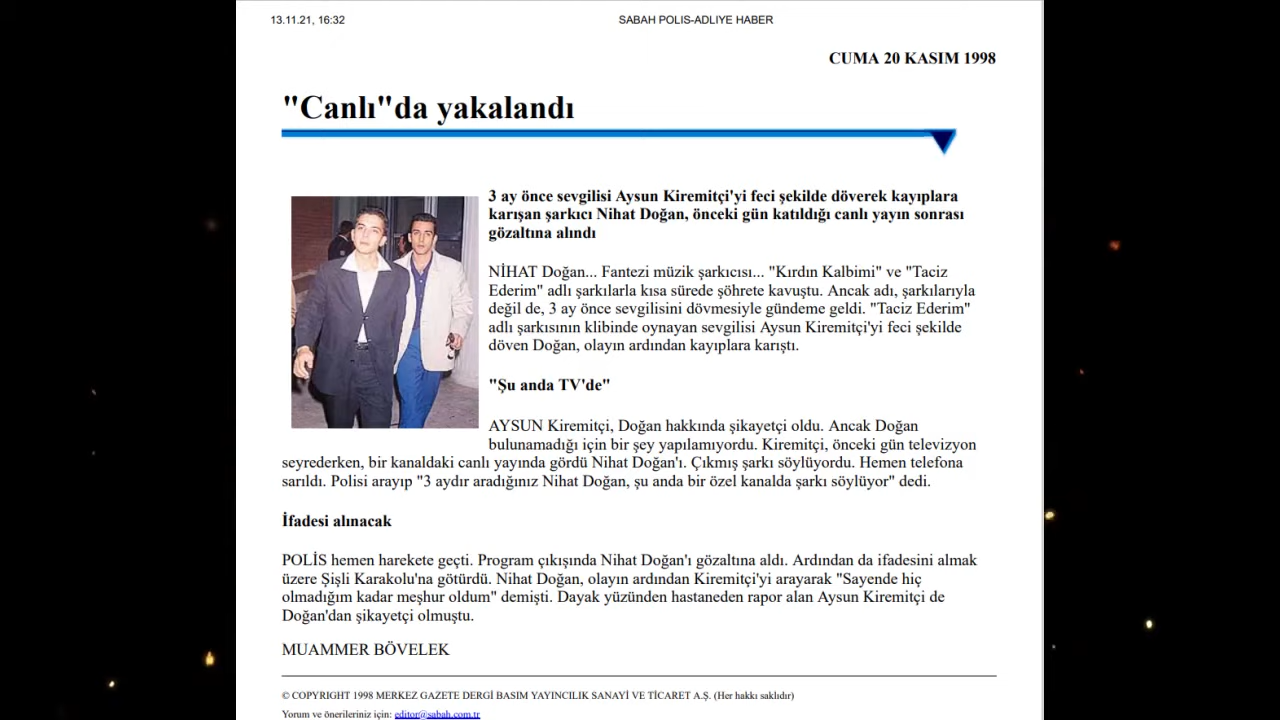 13.11.21, 16:32
SABAH POLIS-ADLIYE HABER
CUMA 20 KASIM 1998
"Canlı"da yakalandı
3 ay önce sevgilisi Aysun Kiremitçi'yi feci şekilde döverek kayıplara
karışan şarkıcı Nihat Doğan, önceki gün katıldığı canlı yayın sonrası
gözaltına alındı
NİHAT Doğan... Fantezi müzik şarkıcısı... "Kırdın Kalbimi" ve "Taciz
Ederim" adlı şarkılarla kısa sürede şöhrete kavuştu. Ancak adı, şarkılarıyla
değil de, 3 ay önce sevgilisini dövmesiyle gündeme geldi. "Taciz Ederim"
adlı şarkısının klibinde oynayan sevgilisi Aysun Kiremitçi'yi feci şekilde
döven Doğan, olayın ardından kayıplara karıştı.
"Şu anda TV'de"
AYSUN Kiremitçi, Doğan hakkında şikayetçi oldu. Ancak Doğan
bulunamadığı için bir şey yapılamıyordu. Kiremitçi, önceki gün televizyon
seyrederken, bir kanaldaki canlı yayında gördü Nihat Doğan'ı. Çıkmış şarkı söylüyordu. Hemen telefona
sarıldı. Polisi arayıp "3 aydır aradığınız Nihat Doğan, şu anda bir özel kanalda şarkı söylüyor" dedi.
İfadesi alınacak
POLİS hemen harekete geçti. Program çıkışında Nihat Doğan'ı gözaltına aldı. Ardından da ifadesini almak
üzere Şişli Karakolu'na götürdü. Nihat Doğan, olayın ardından Kiremitçi'yi arayarak "Sayende hiç
olmadığım kadar meşhur oldum" demişti. Dayak yüzünden hastaneden rapor alan Aysun Kiremitçi de
Doğan'dan şikayetçi olmuştu.
MUAMMER BÖVELEK
© COPYRIGHT 1998 MERKEZ GAZETE DERGİ BASIM YAYINCILIK SANAYİ VE TİCARET A.Ş. (Her hakkı saklıdır)
Yorum ve önerileriniz için: editor@sabah.com.tr